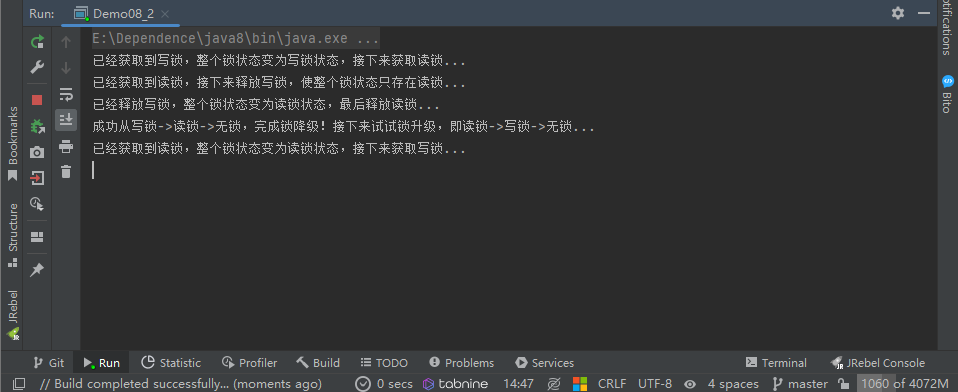 Run:
Demo08_2
E:\Dependence\java8\bin\java.exe ...
已经获取到写锁，整个锁状态变为写锁状态，接下来获取读锁...
已经获取到读锁，接下来释放写锁，使整个锁状态只存在读锁...
已经释放写锁，整个锁状态变为读锁状态，最后释放读锁...
成功从写锁->读锁->无锁，完成锁降级！接下来试试锁升级，即读锁->写锁->无锁...
已经获取到读锁，整个锁状态变为读锁状态，接下来获取写锁...
Bookmarks
Structure
JRebel
JR
otifications
Bito
Git
Run
Statistic
Profiler
Build
TODO
Problems
Services
Terminal
JRebel Console
// Build completed successfully... (moments ago)
0 secs
tabnine
14:47
CRLF
UTF-8
4 spaces
master
1060 of 4072M